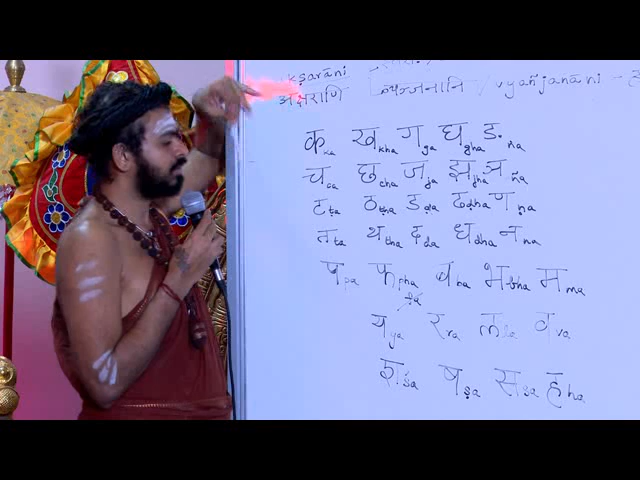 kṣarāni
अक्षराणि व्यञ्जनानि / vyañjanāni -
क ka ख kha ग ga घ gha ङ ṅa
च ca छ cha ज ja झ jha ञ ña
ट ṭa ठ ṭha ड ḍa ढ ḍha ण ṇa
त ta थ tha द da ध dha न na
प pa फ pha ब ba भ bha म ma
fa
य ya र ra ल la व va
श śa ष ṣa स sa ह ha